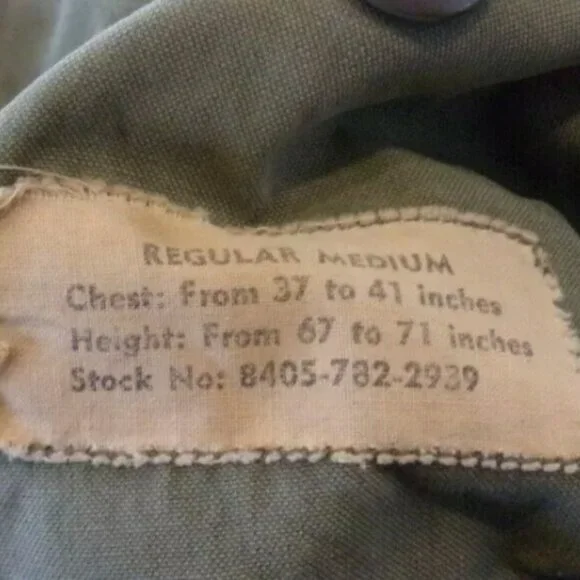 REGULAR MEDIUM
Chest: From 37 to 41 inches
Height: From 67 to 71 inches
Stock No: 8405-782-2939